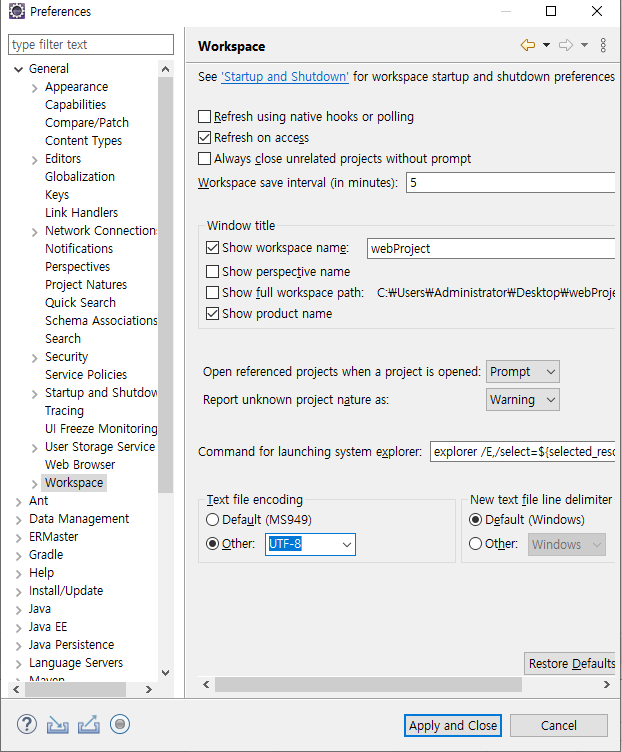 Preferences
type filter text
General
Appearance
Capabilities
Compare/Patch
Content Types
Editors
Globalization
Keys
Link Handlers
Network Connection
Notifications
Perspectives
Project Natures
Quick Search
Schema Associations
Search
Security
Service Policies
Startup and Shutdow
Tracing
UI Freeze Monitoring
User Storage Service
Web Browser
Workspace
Ant
Data Management
ERMaster
Gradle
Help
Install/Update
Java
Java EE
Java Persistence
Language Servers
Maven
Workspace
See 'Startup and Shutdown' for workspace startup and shutdown preferences
Refresh using native hooks or polling
Refresh on access
Always close unrelated projects without prompt
Workspace save interval (in minutes): 5
Window title
Show workspace name: webProject
Show perspective name
Show full workspace path: C:₩Users₩Administrator₩Desktop₩webProje
Show product name
Open referenced projects when a project is opened: Prompt
Report unknown project nature as: Warning
Command for launching system explorer: explorer /E,/select=${selected_reso
Text file encoding
Default (MS949)
Other: UTF-8
New text file line delimiter
Default (Windows)
Other: Windows
Restore Defaults
Apply and Close
Cancel